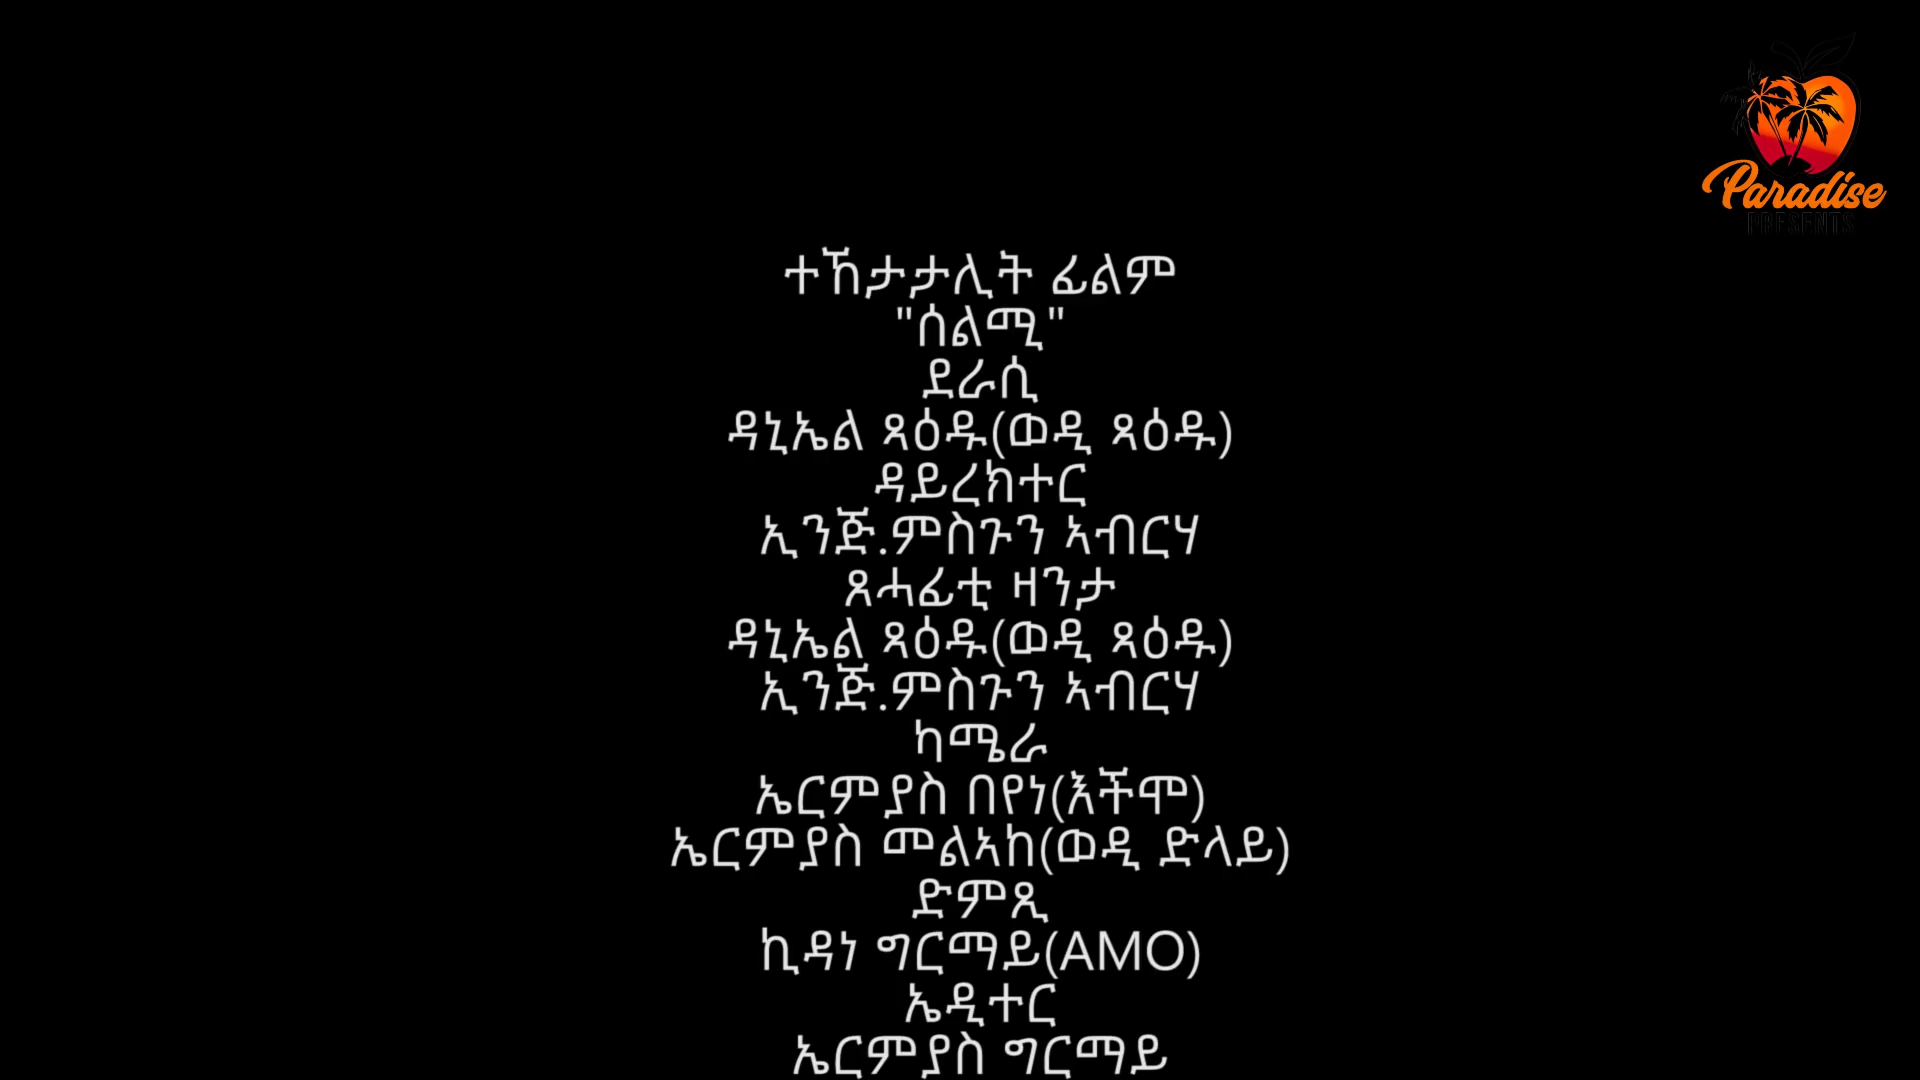 Paradise
PRESENTS
ተኸታታሊት ፊልም
"ሰልሚ"
ደራሲ
ዳኒኤል ጻዕዱ(ወዲ ጻዕዱ)
ዳይረክተር
ኢንጅ.ምስጉን ኣብርሃ
ጸሓፊቲ ዛንታ
ዳኒኤል ጻዕዱ(ወዲ ጻዕዱ)
ኢንጅ.ምስጉን ኣብርሃ
ካሜራ
ኤርምያስ በየነ(እችሞ)
ኤርምያስ መልኣከ(ወዲ ድላይ)
ድምጺ
ኪዳነ ግርማይ(AMO)
ኤዲተር
ኤርምያስ ግርማይ